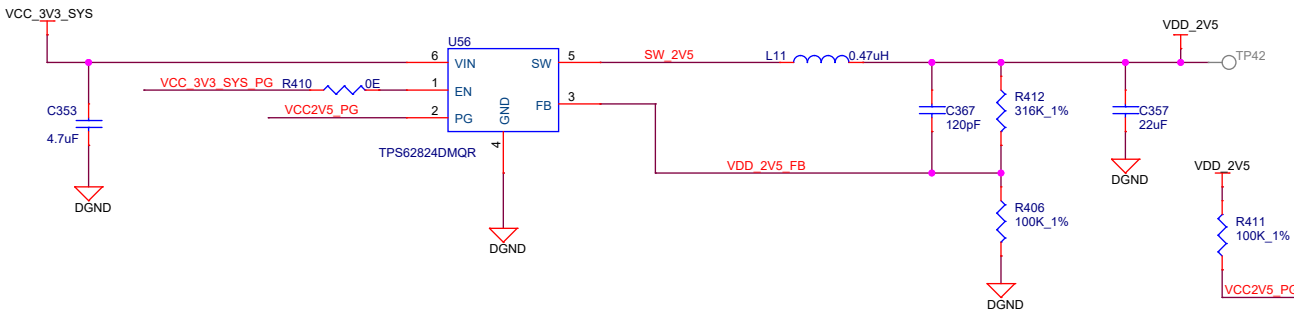 VCC_3V3_SYS
VDD_2V5
U56
6
VIN
SW
5
SW_2V5
L11
0.47uH
TP42
VCC_3V3_SYS_PG
R410
0E
1
EN
3
FB
C353
4.7uF
VCC2V5_PG
2
PG
GND
4
TPS62824DMQR
C367
120pF
R412
316K_1%
C357
22uF
VDD_2V5_FB
DGND
VDD_2V5
DGND
R406
100K_1%
R411
100K_1%
DGND
DGND
VCC2V5_PG